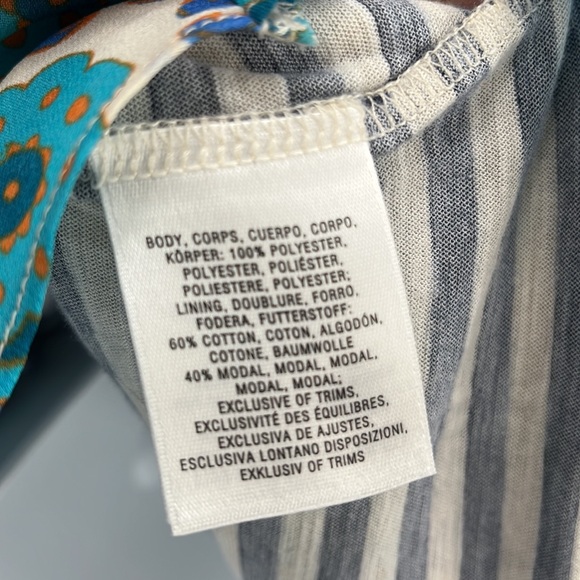 BODY, CORPS, CUERPO, CORPO,
KÖRPER: 100% POLYESTER,
POLYESTER, POLIÉSTER,
POLIESTERE, POLYESTER;
LINING, DOUBLURE, FORRO,
FODERA, FUTTERSTOFF:
60% COTTON, COTON, ALGODÓN,
COTONE, BAUMWOLLE
40% MODAL, MODAL, MODAL,
MODAL, MODAL;
EXCLUSIVE OF TRIMS,
EXCLUSIVITÉ DES ÉQUILIBRES,
EXCLUSIVA DE AJUSTES,
ESCLUSIVA LONTANO DISPOSIZIONI,
EXKLUSIV OF TRIMS